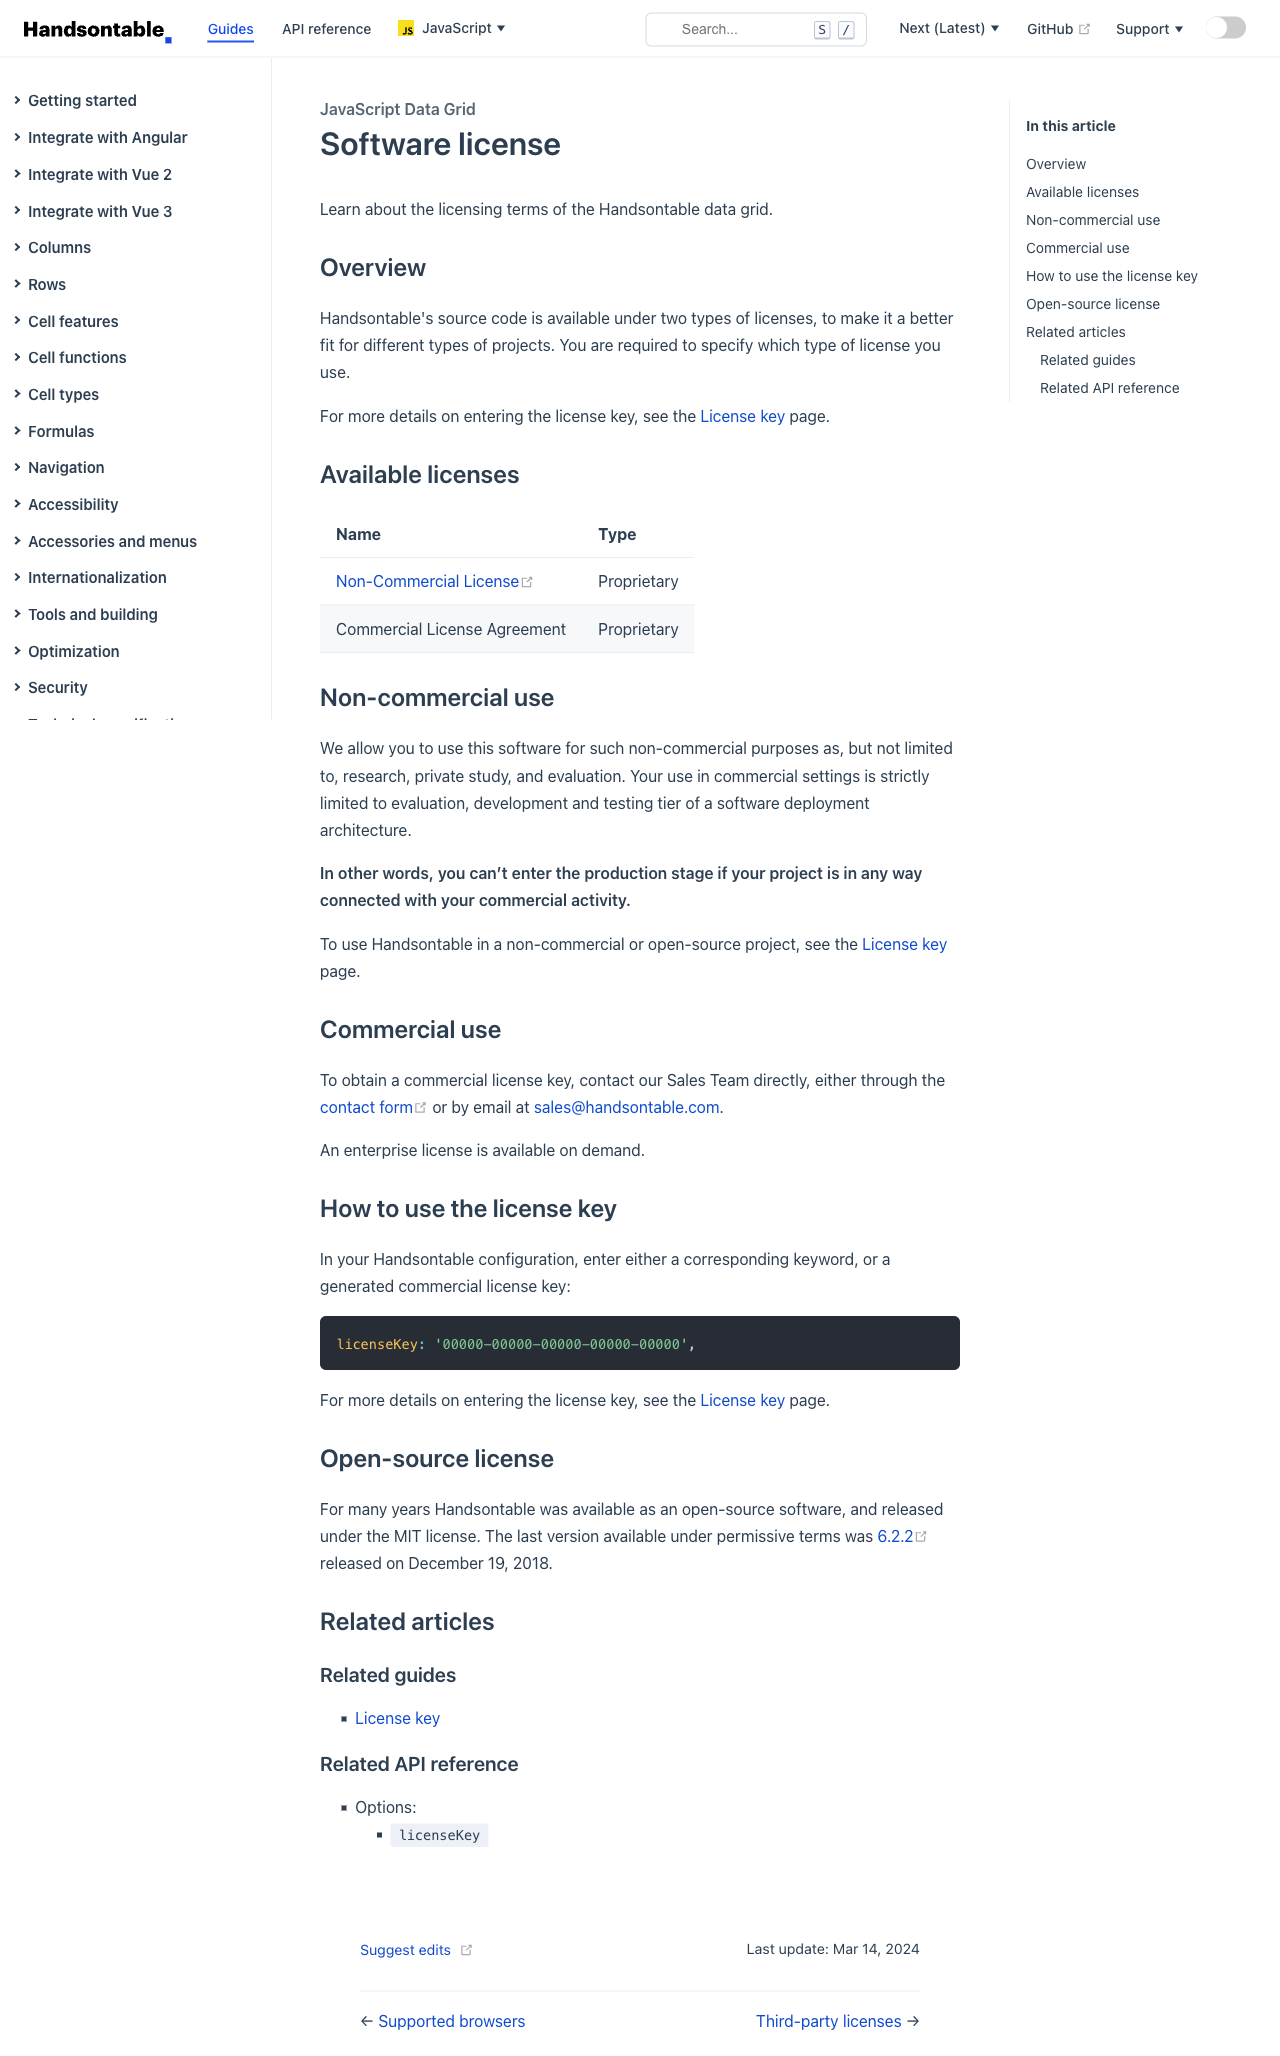 Handsontable
Guides
API reference
JS
JavaScript
Search...
S
/
Next (Latest)
GitHub
Support
Getting started
Integrate with Angular
Integrate with Vue 2
Integrate with Vue 3
Columns
Rows
Cell features
Cell functions
Cell types
Formulas
Navigation
Accessibility
Accessories and menus
Internationalization
Tools and building
Optimization
Security
JavaScript Data Grid
Software license
Learn about the licensing terms of the Handsontable data grid.
Overview
Handsontable's source code is available under two types of licenses, to make it a better
fit for different types of projects. You are required to specify which type of license you
use.
For more details on entering the license key, see the License key page.
Available licenses
Name Type
Non-Commercial License Proprietary
Commercial License Agreement Proprietary
Non-commercial use
We allow you to use this software for such non-commercial purposes as, but not limited
to, research, private study, and evaluation. Your use in commercial settings is strictly
limited to evaluation, development and testing tier of a software deployment
architecture.
In other words, you can’t enter the production stage if your project is in any way
connected with your commercial activity.
To use Handsontable in a non-commercial or open-source project, see the License key
page.
Commercial use
To obtain a commercial license key, contact our Sales Team directly, either through the
contact form or by email at sales@handsontable.com.
An enterprise license is available on demand.
How to use the license key
In your Handsontable configuration, enter either a corresponding keyword, or a
generated commercial license key:
licenseKey: '00000-00000-00000-00000-00000',
For more details on entering the license key, see the License key page.
Open-source license
For many years Handsontable was available as an open-source software, and released
under the MIT license. The last version available under permissive terms was 6.2.2
released on December 19, 2018.
Related articles
Related guides
License key
Related API reference
Options:
licenseKey
Suggest edits
Last update: Mar 14, 2024
← Supported browsers
Third-party licenses →
In this article
Overview
Available licenses
Non-commercial use
Commercial use
How to use the license key
Open-source license
Related articles
Related guides
Related API reference